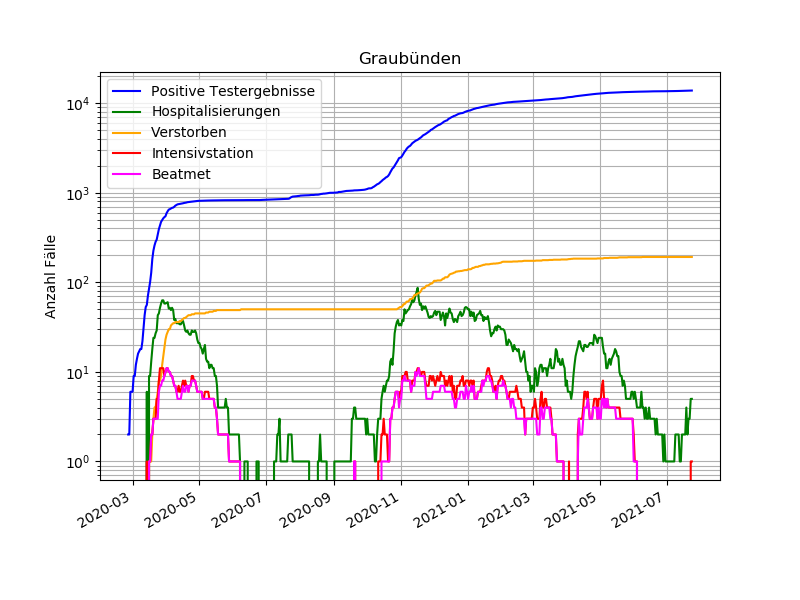 Graubünden
Positive Testergebnisse
Hospitalisierungen
Verstorben
Intensivstation
Beatmet
Anzahl Fälle
10⁴
10³
10²
10¹
10⁰
2020-03
2020-05
2020-07
2020-09
2020-11
2021-01
2021-03
2021-05
2021-07